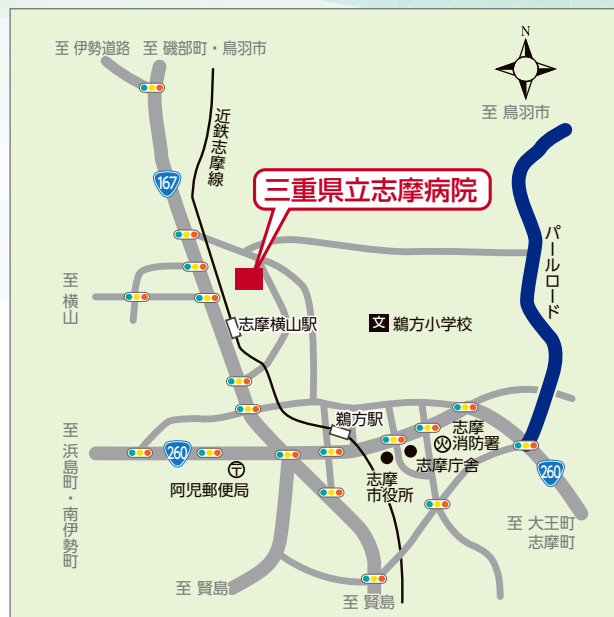 至 伊勢道路
至 磯部町・鳥羽市
N
至 鳥羽市
近鉄志摩線
167
三重県立志摩病院
パールロード
至 横山
志摩横山駅
文 鵜方小学校
鵜方駅
志摩
消防署
火
至 浜島町・南
伊勢町
260
〒
阿児郵便局
志摩
市役所
志摩庁舎
260
至 大王町
志摩町
至 賢島
至 賢島